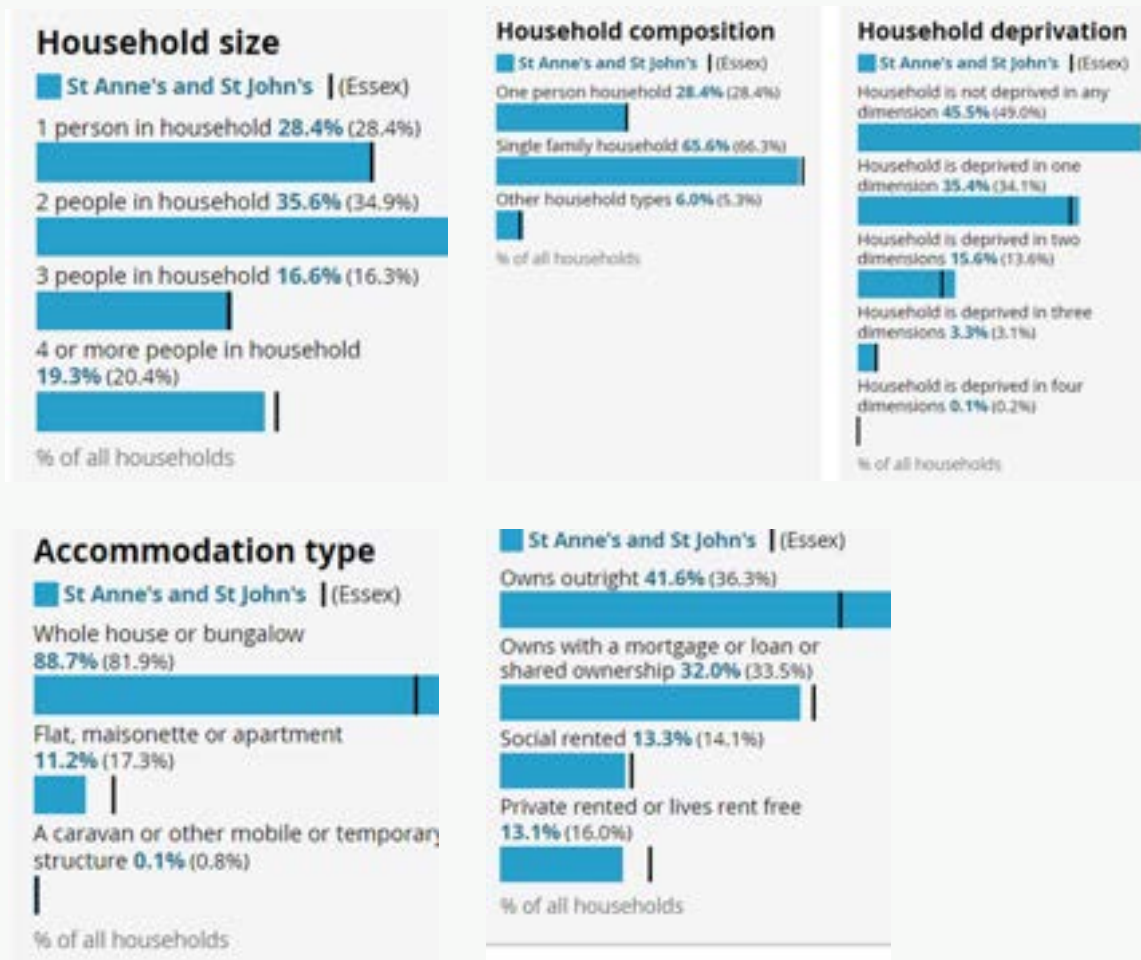 Household size
St Anne's and St John's (Essex)
1 person in household 28.4% (28.4%)
2 people in household 35.6% (34.9%)
3 people in household 16.6% (16.3%)
4 or more people in household
19.3% (20.4%)
% of all households
Household composition
St Anne's and St John's (Essex)
One person household 28.4% (28.4%)
Single family household 65.6% (66.3%)
Other household types 6.0% (5.3%)
% of all households
Household deprivation
St Anne's and St John's (Essex)
Household is not deprived in any
dimension 45.5% (49.0%)
Household is deprived in one
dimension 35.4% (34.1%)
Household is deprived in two
dimensions 15.6% (13.6%)
Household is deprived in three
dimensions 3.3% (3.1%)
Household is deprived in four
dimensions 0.1% (0.2%)
% of all households
Accommodation type
St Anne's and St John's (Essex)
Whole house or bungalow
88.7% (81.9%)
Flat, maisonette or apartment
11.2% (17.3%)
A caravan or other mobile or temporary
structure 0.1% (0.8%)
% of all households
St Anne's and St John's (Essex)
Owns outright 41.6% (36.3%)
Owns with a mortgage or loan or
shared ownership 32.0% (33.5%)
Social rented 13.3% (14.1%)
Private rented or lives rent free
13.1% (16.0%)
% of all households